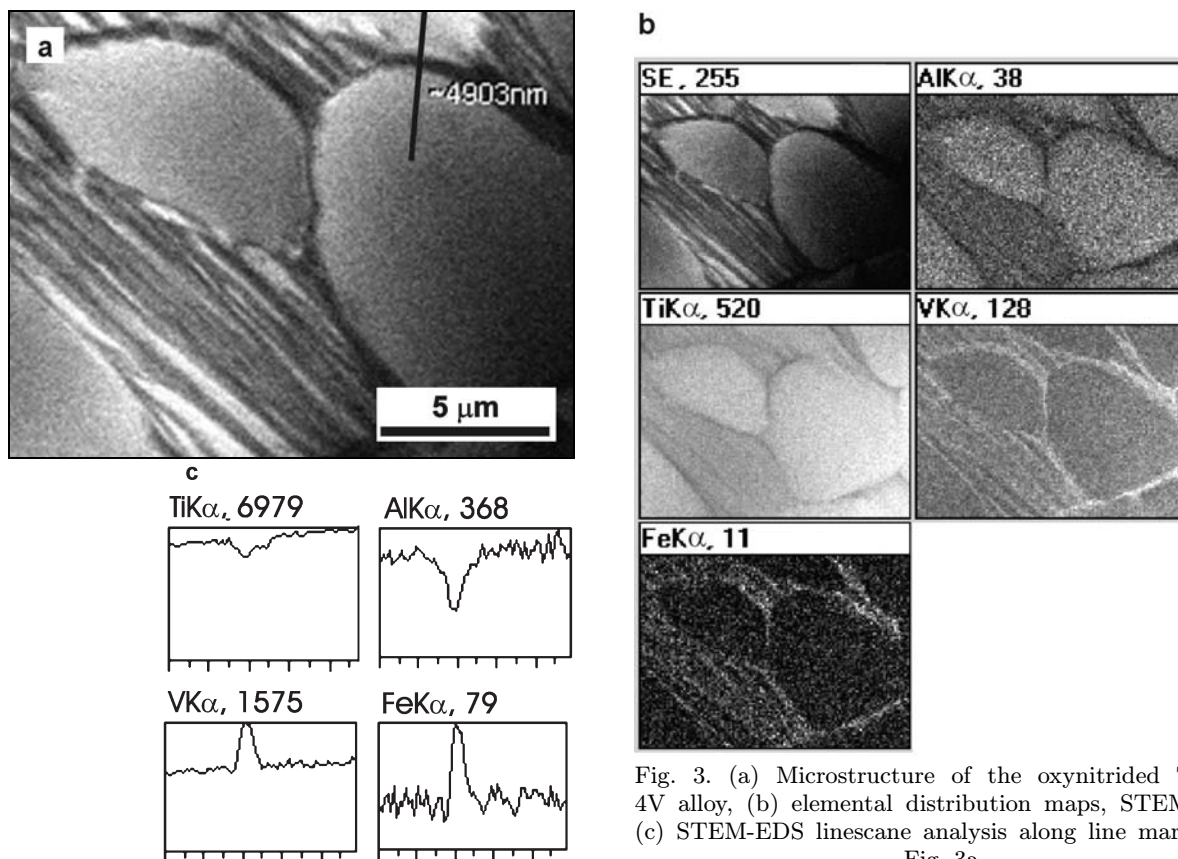 a
~4903nm
5 μm
b
SE, 255
AlKα, 38
TiKα, 520
VKα, 128
FeKα, 11
c
TiKα, 6979
AlKα, 368
VKα, 1575
FeKα, 79
Fig. 3. (a) Microstructure of the oxynitrided
4V alloy, (b) elemental distribution maps, STEM
(c) STEM-EDS linescane analysis along line mar
Fig. 3a